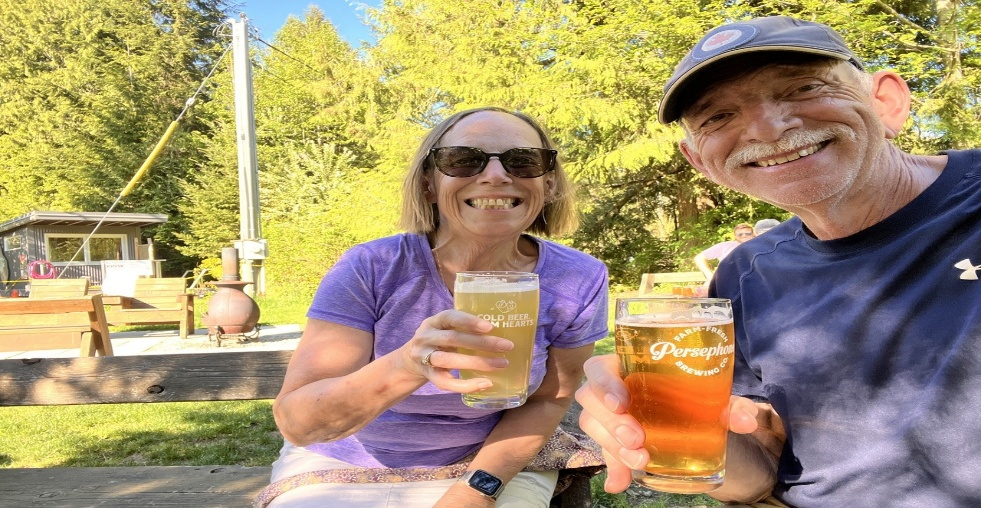 COLD BEER,
HEARTS
FARM-FRESH
Persephon
BREWING CO